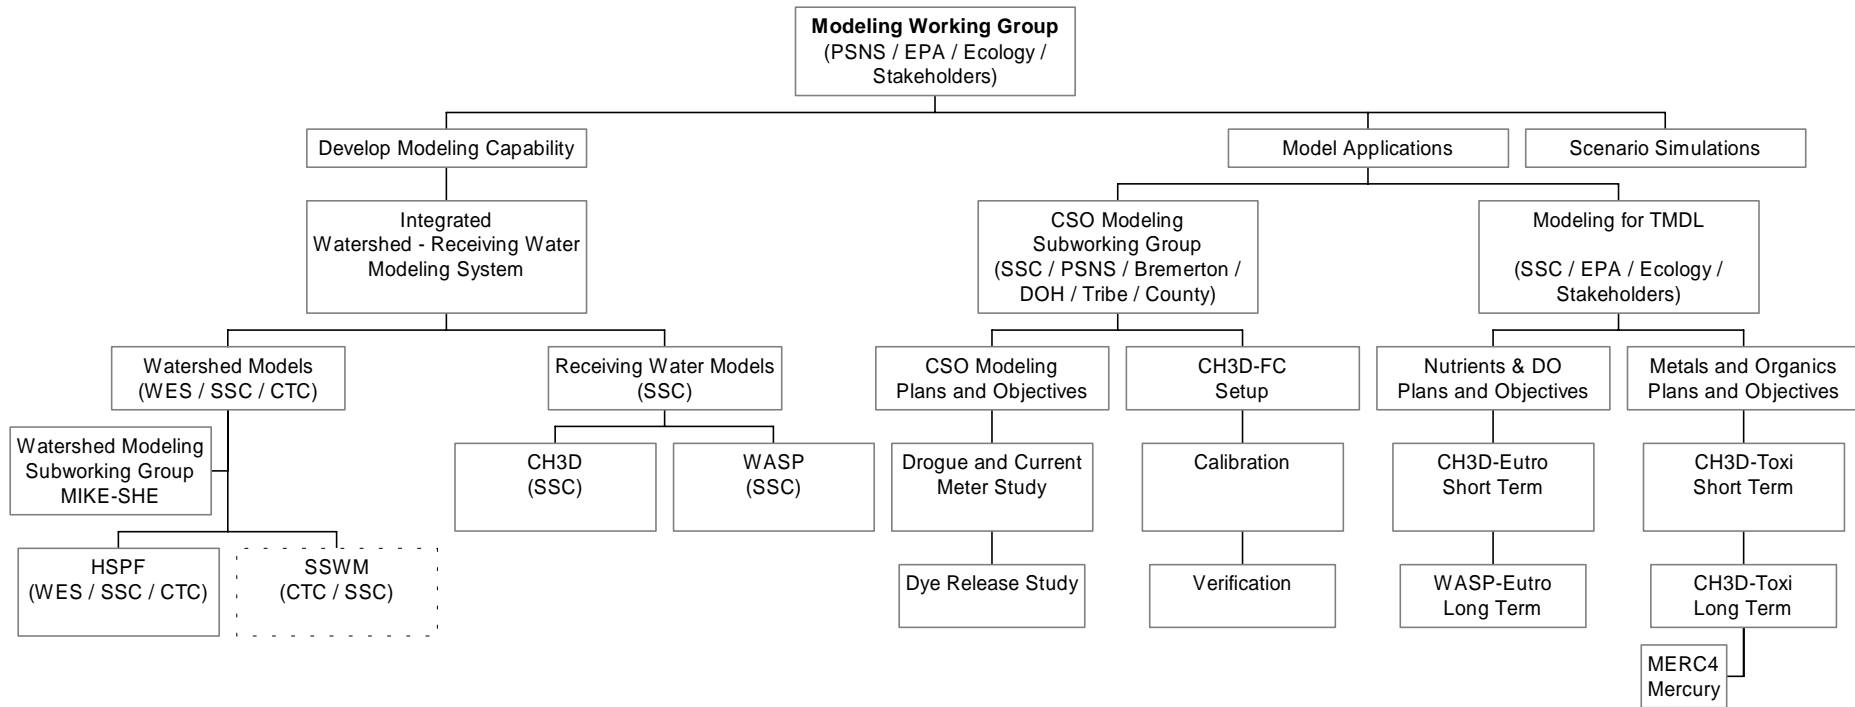 Modeling Working Group
(PSNS / EPA / Ecology /
Stakeholders)
Develop Modeling Capability
Model Applications
Scenario Simulations
Integrated
Watershed - Receiving Water
Modeling System
CSO Modeling
Subworking Group
(SSC / PSNS / Bremerton /
DOH / Tribe / County)
Modeling for TMDL
(SSC / EPA / Ecology /
Stakeholders)
Watershed Models
(WES / SSC / CTC)
Receiving Water Models
(SSC)
CSO Modeling
Plans and Objectives
CH3D-FC
Setup
Nutrients & DO
Plans and Objectives
Metals and Organics
Plans and Objectives
Watershed Modeling
Subworking Group
MIKE-SHE
CH3D
(SSC)
WASP
(SSC)
Drogue and Current
Meter Study
Calibration
CH3D-Eutro
Short Term
CH3D-Toxi
Short Term
HSPF
(WES / SSC / CTC)
SSWM
(CTC / SSC)
Dye Release Study
Verification
WASP-Eutro
Long Term
CH3D-Toxi
Long Term
MERC4
Mercury